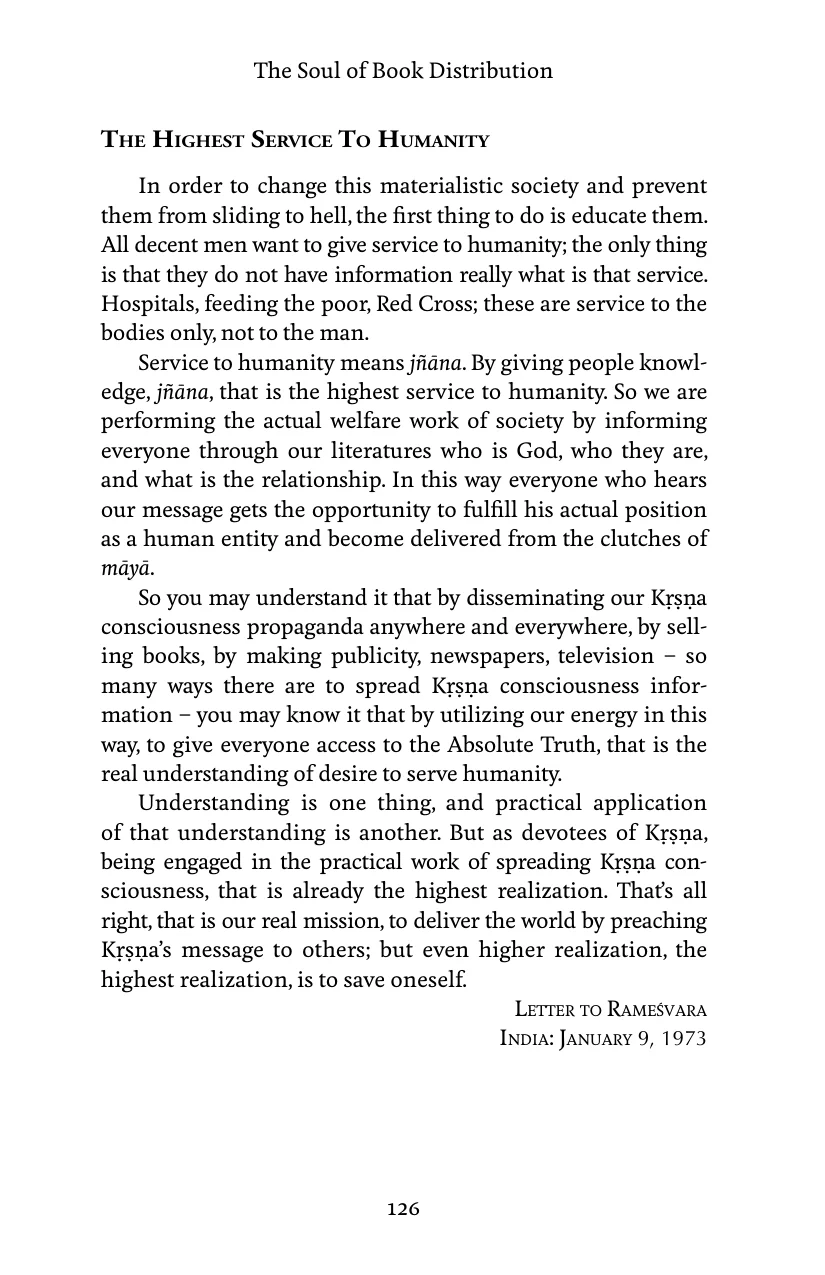 The Soul of Book Distribution
The Highest Service To Humanity
In order to change this materialistic society and prevent
them from sliding to hell, the first thing to do is educate them.
All decent men want to give service to humanity; the only thing
is that they do not have information really what is that service.
Hospitals, feeding the poor, Red Cross; these are service to the
bodies only, not to the man.
Service to humanity means jñāna. By giving people knowl-
edge, jñāna, that is the highest service to humanity. So we are
performing the actual welfare work of society by informing
everyone through our literatures who is God, who they are,
and what is the relationship. In this way everyone who hears
our message gets the opportunity to fulfill his actual position
as a human entity and become delivered from the clutches of
māyā.
So you may understand it that by disseminating our Kṛṣṇa
consciousness propaganda anywhere and everywhere, by sell-
ing books, by making publicity, newspapers, television – so
many ways there are to spread Kṛṣṇa consciousness infor-
mation – you may know it that by utilizing our energy in this
way, to give everyone access to the Absolute Truth, that is the
real understanding of desire to serve humanity.
Understanding is one thing, and practical application
of that understanding is another. But as devotees of Kṛṣṇa,
being engaged in the practical work of spreading Kṛṣṇa con-
sciousness, that is already the highest realization. That's all
right, that is our real mission, to deliver the world by preaching
Kṛṣṇa's message to others; but even higher realization, the
highest realization, is to save oneself.
Letter to Rameśvara
India: January 9, 1973
126